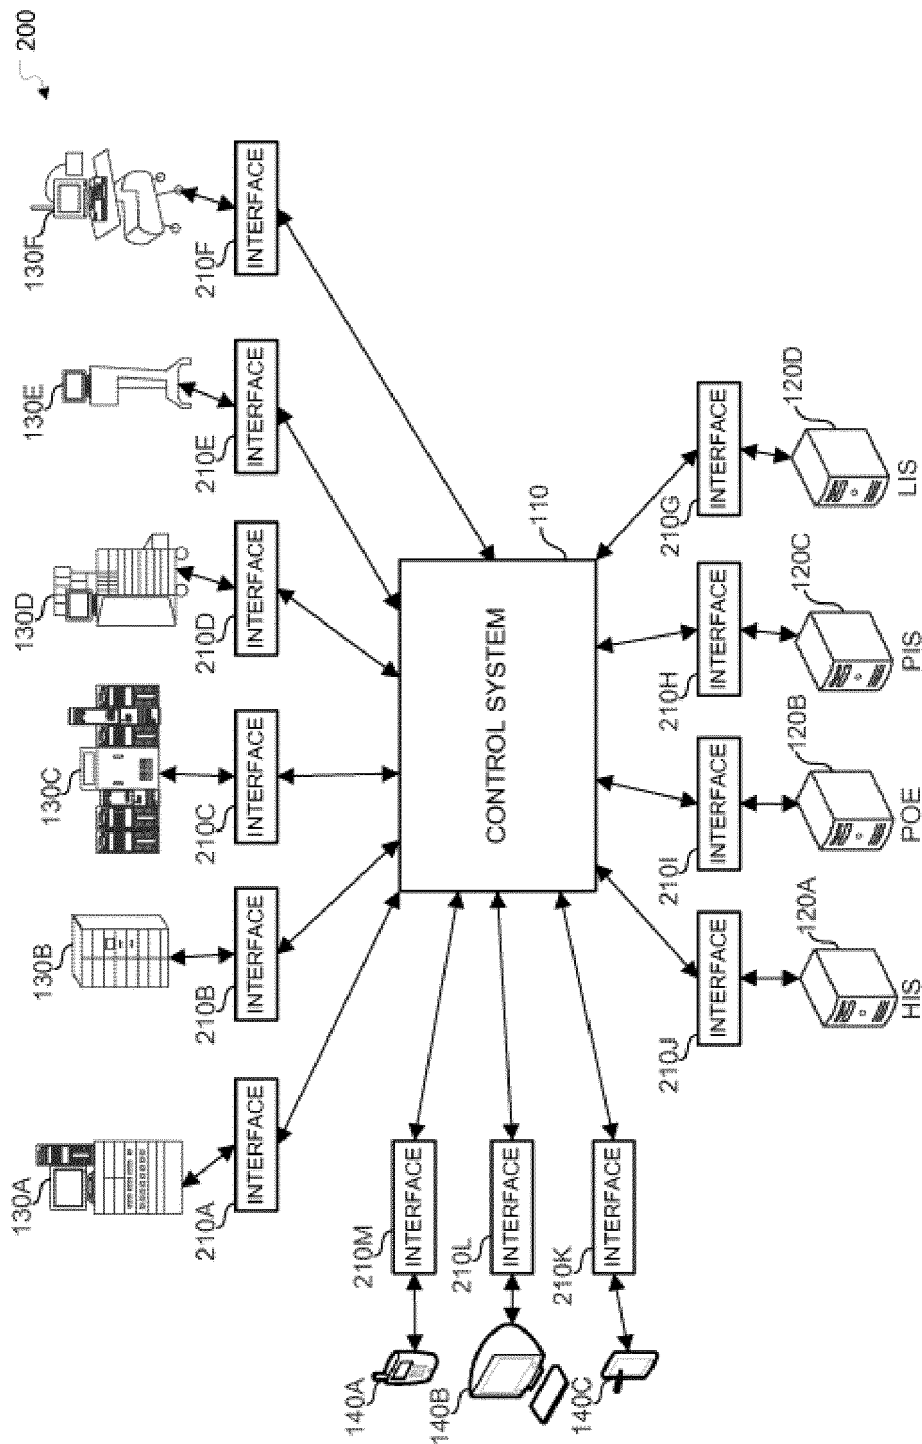 200
130A
130B
130C
130D
130E
130F
210A
INTERFACE
210B
INTERFACE
210C
INTERFACE
210D
INTERFACE
210E
INTERFACE
210F
INTERFACE
140A
210M
INTERFACE
140B
210L
INTERFACE
140C
210K
INTERFACE
CONTROL SYSTEM
110
210J
INTERFACE
210I
INTERFACE
210H
INTERFACE
210G
INTERFACE
120A
120B
120C
120D
HIS
POE
PIS
LIS